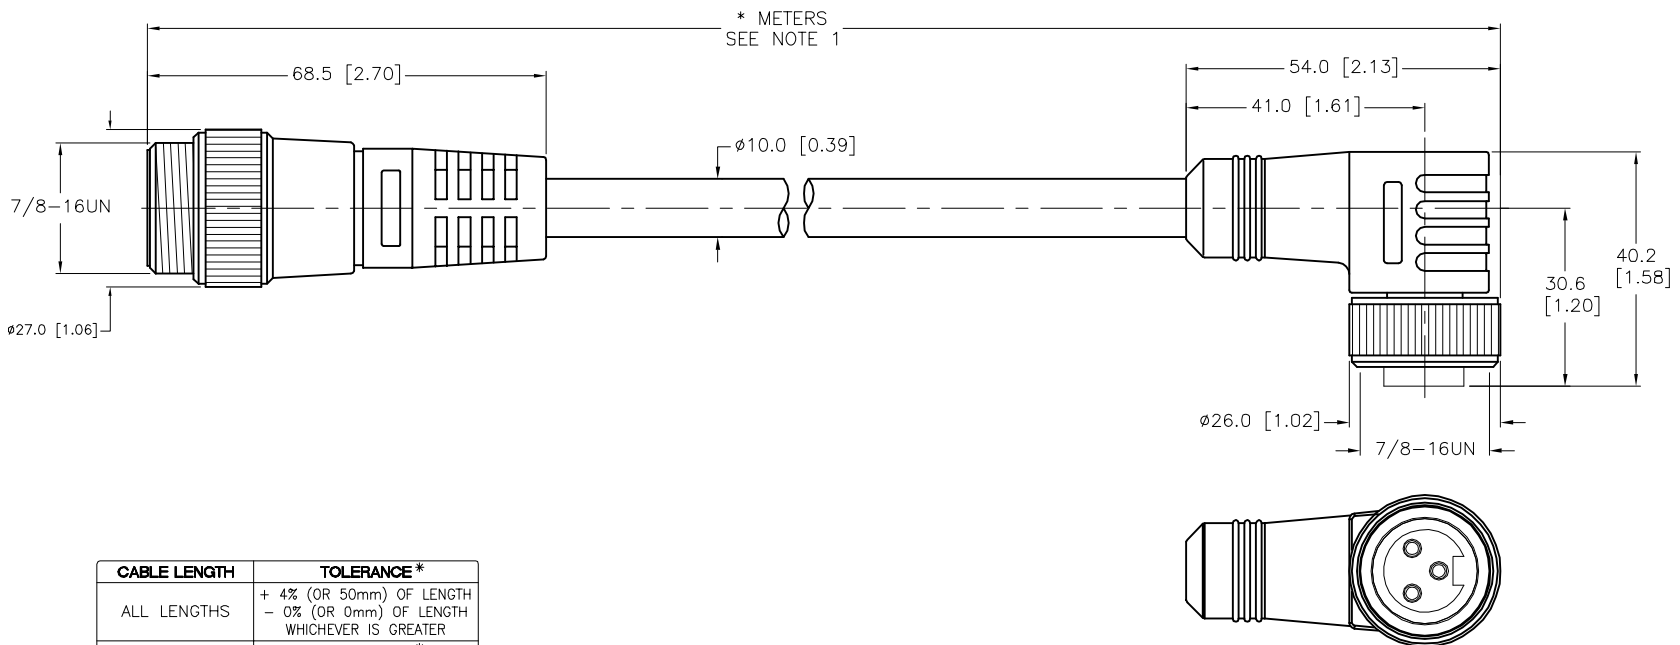 * METERS
SEE NOTE 1
68.5 [2.70]
54.0 [2.13]
41.0 [1.61]
ø10.0 [0.39]
7/8-16UN
40.2
[1.58]
30.6
[1.20]
ø27.0 [1.06]
ø26.0 [1.02]
7/8-16UN
CABLE LENGTH TOLERANCE *
ALL LENGTHS
+ 4% (OR 50mm) OF LENGTH
- 0% (OR 0mm) OF LENGTH
WHICHEVER IS GREATER